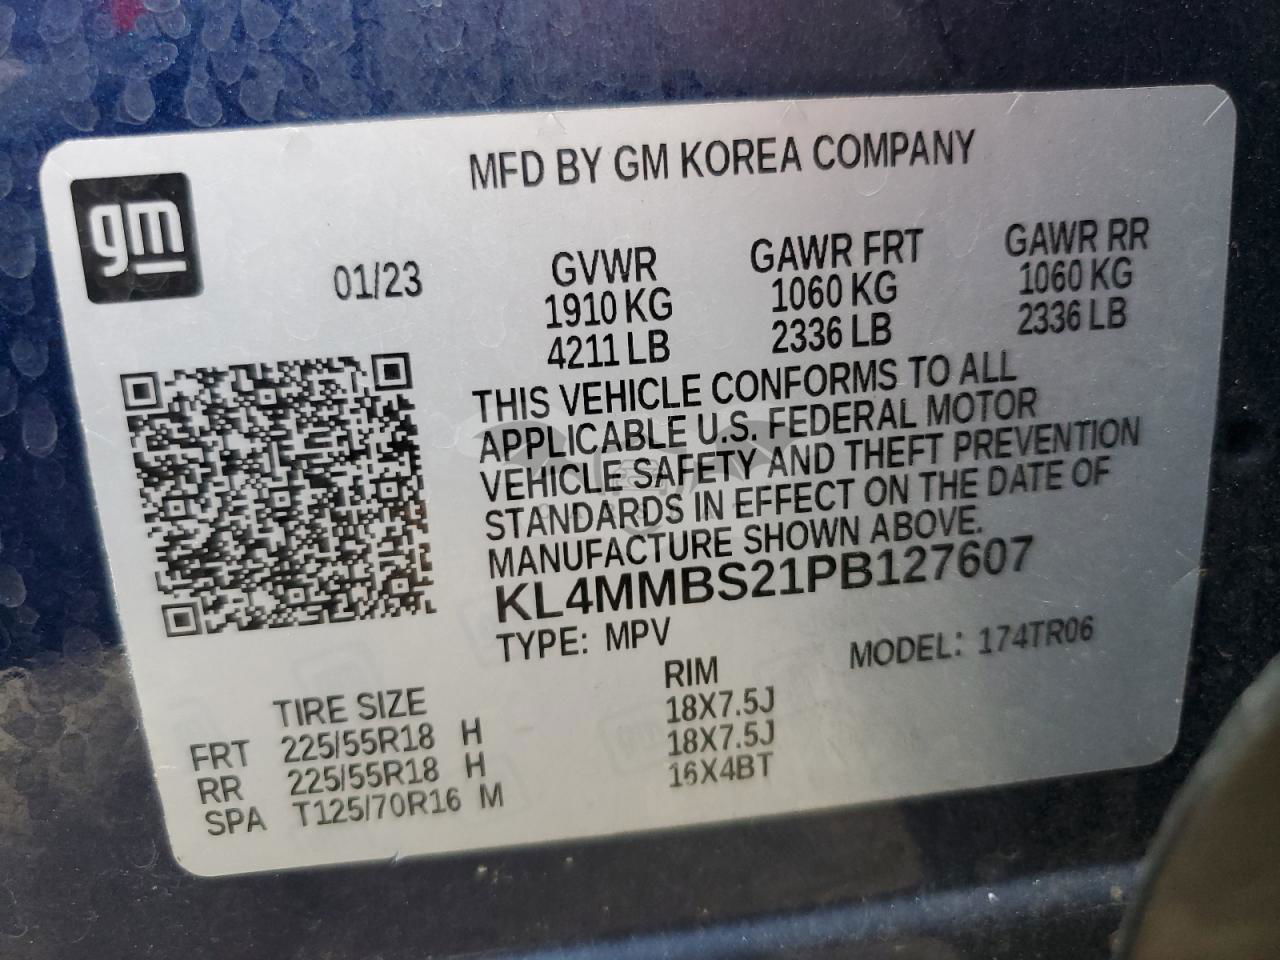 gm
MFD BY GM KOREA COMPANY
01/23
GVWR GAWR FRT GAWR RR
1910 KG 1060 KG 1060 KG
4211 LB 2336 LB 2336 LB
THIS VEHICLE CONFORMS TO ALL
APPLICABLE U.S. FEDERAL MOTOR
VEHICLE SAFETY AND THEFT PREVENTION
STANDARDS IN EFFECT ON THE DATE OF
MANUFACTURE SHOWN ABOVE.
KL4MMBS21PB127607
TYPE: MPV MODEL: 174TR06
TIRE SIZE RIM
FRT 225/55R18 H 18X7.5J
RR 225/55R18 H 18X7.5J
SPA T125/70R16 M 16X4BT